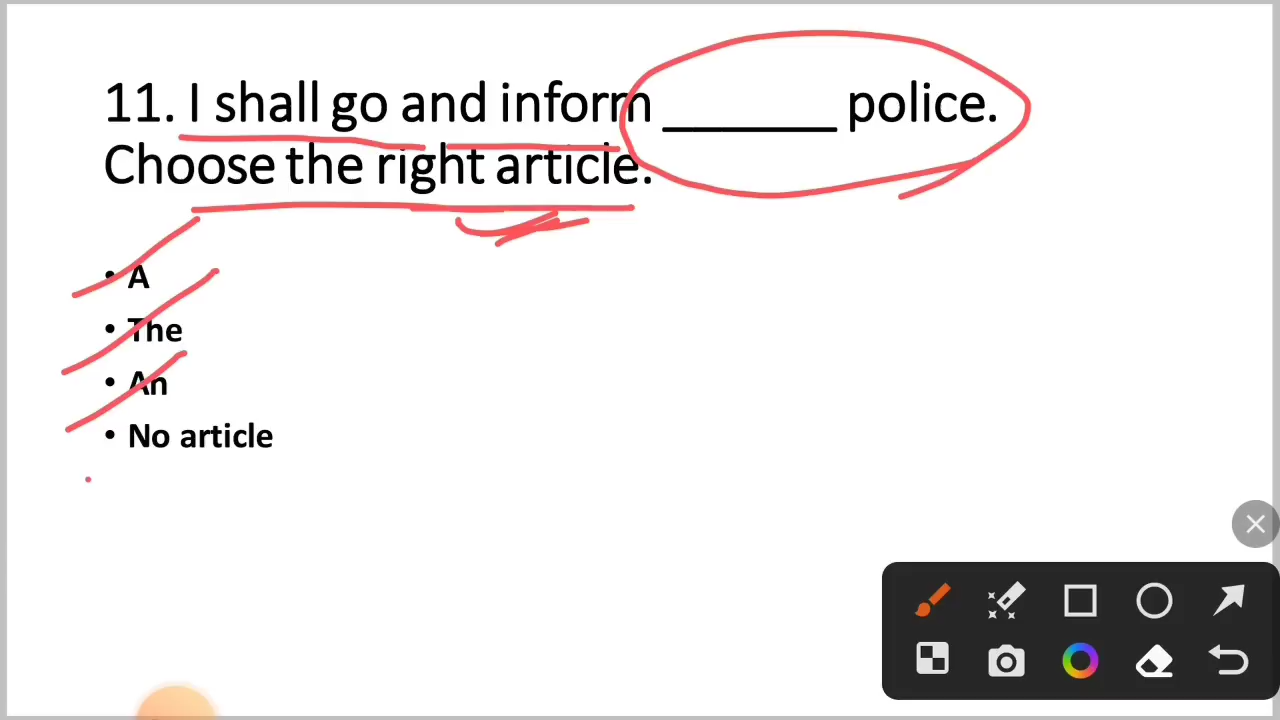 11. I shall go and inform _______ police.
Choose the right article.
• A
• The
• An
• No article